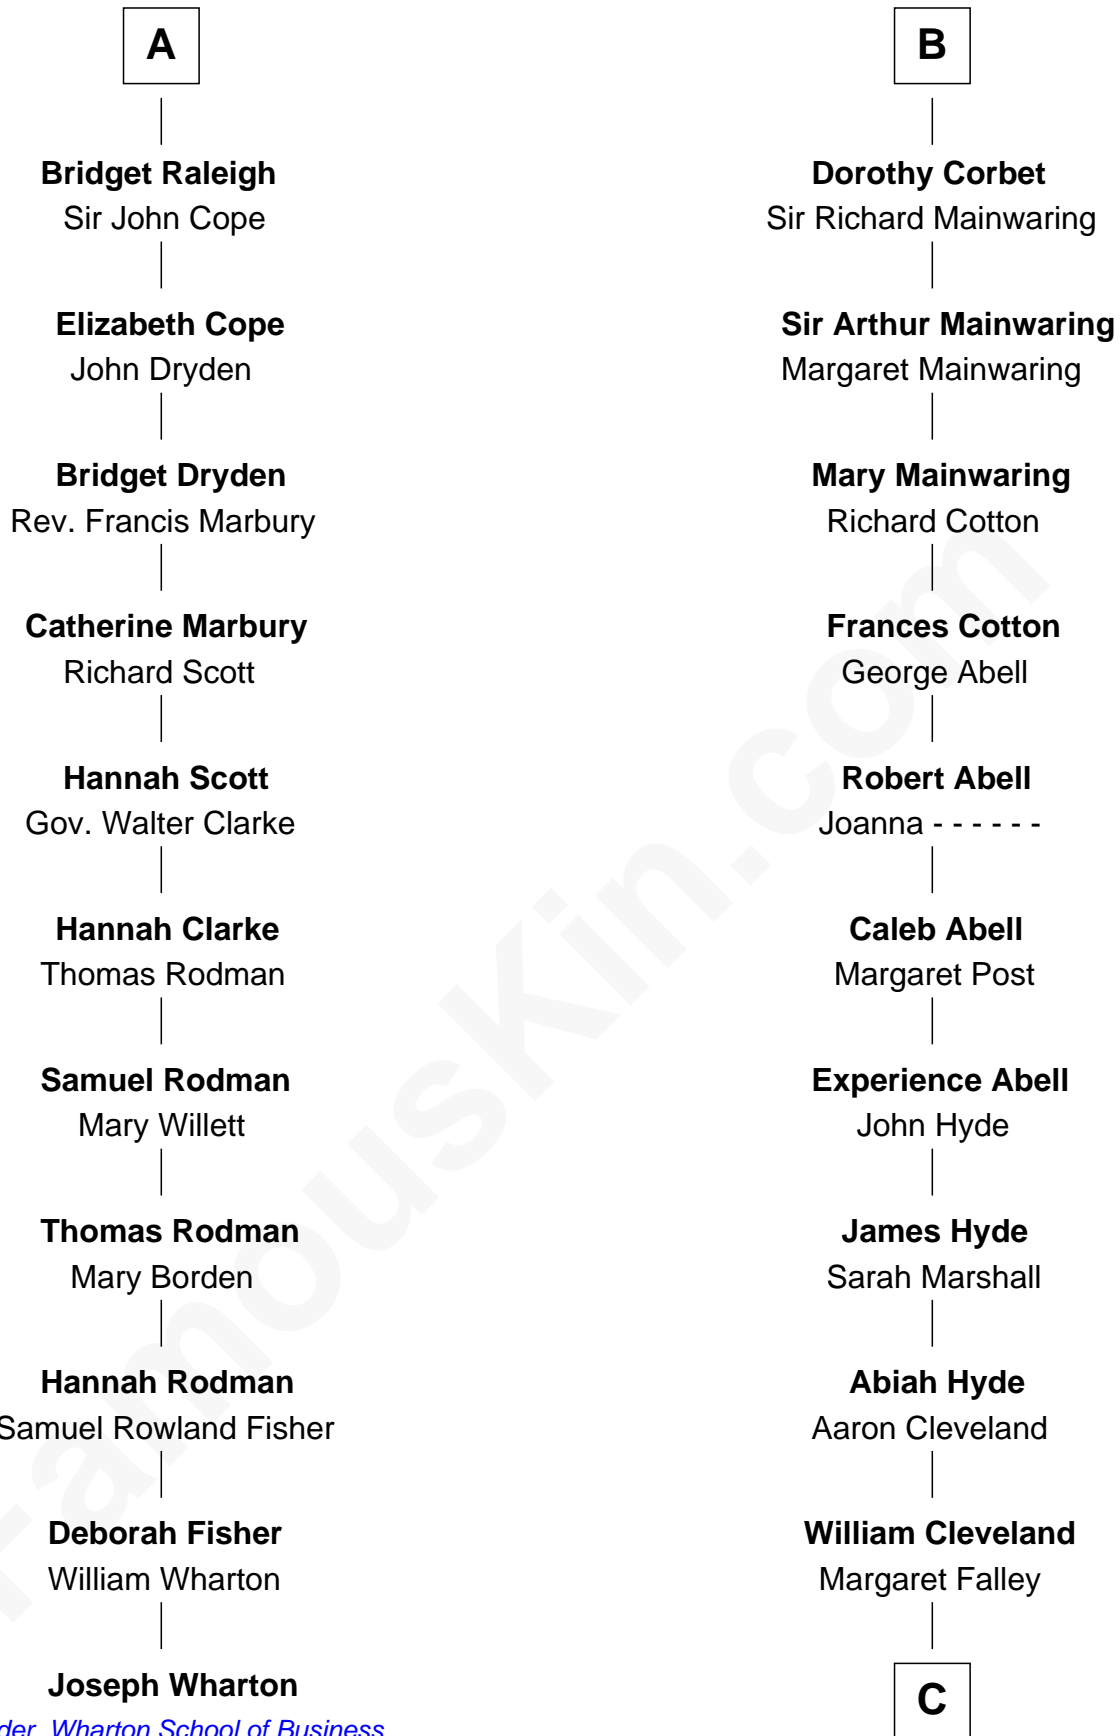 A
Bridget Raleigh
Sir John Cope
Elizabeth Cope
John Dryden
Bridget Dryden
Rev. Francis Marbury
Catherine Marbury
Richard Scott
Hannah Scott
Gov. Walter Clarke
Hannah Clarke
Thomas Rodman
Samuel Rodman
Mary Willett
Thomas Rodman
Mary Borden
Hannah Rodman
Samuel Rowland Fisher
Deborah Fisher
William Wharton
Joseph Wharton
der, Wharton School of Business
B
Dorothy Corbet
Sir Richard Mainwaring
Sir Arthur Mainwaring
Margaret Mainwaring
Mary Mainwaring
Richard Cotton
Frances Cotton
George Abell
Robert Abell
Joanna - - - - - -
Caleb Abell
Margaret Post
Experience Abell
John Hyde
James Hyde
Sarah Marshall
Abiah Hyde
Aaron Cleveland
William Cleveland
Margaret Falley
C
FamousKin.com